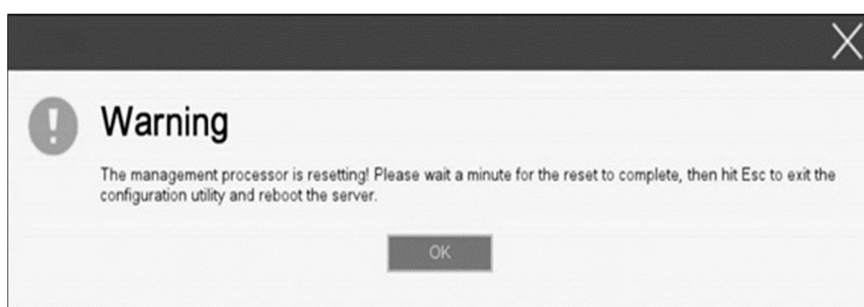 Warning
The management processor is resetting! Please wait a minute for the reset to complete, then hit Esc to exit the
configuration utility and reboot the server.
OK